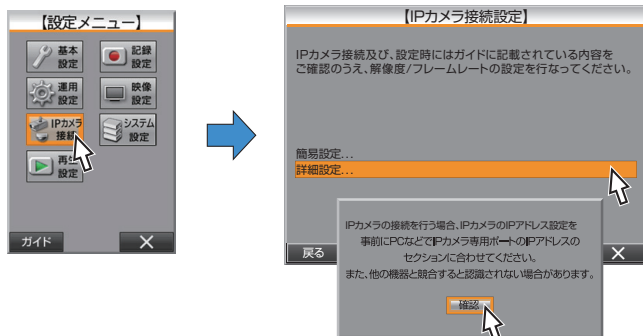 【設定メニュー】
基本
設定
記録
設定
運用
設定
映像
設定
IPカメラ
接続
システム
設定
再生
設定
ガイド
【IPカメラ接続設定】
IPカメラ接続及び、設定時にはガイドに記載されている内容を
ご確認のうえ、解像度/フレームレートの設定を行なってください。
簡易設定...
詳細設定...
IPカメラの接続を行う場合、IPカメラのIPアドレス設定を
事前にPCなどでIPカメラ専用ポートのIPアドレスの
セクションに合わせてください。
また、他の機器と競合すると認識されない場合があります。
確認
戻る